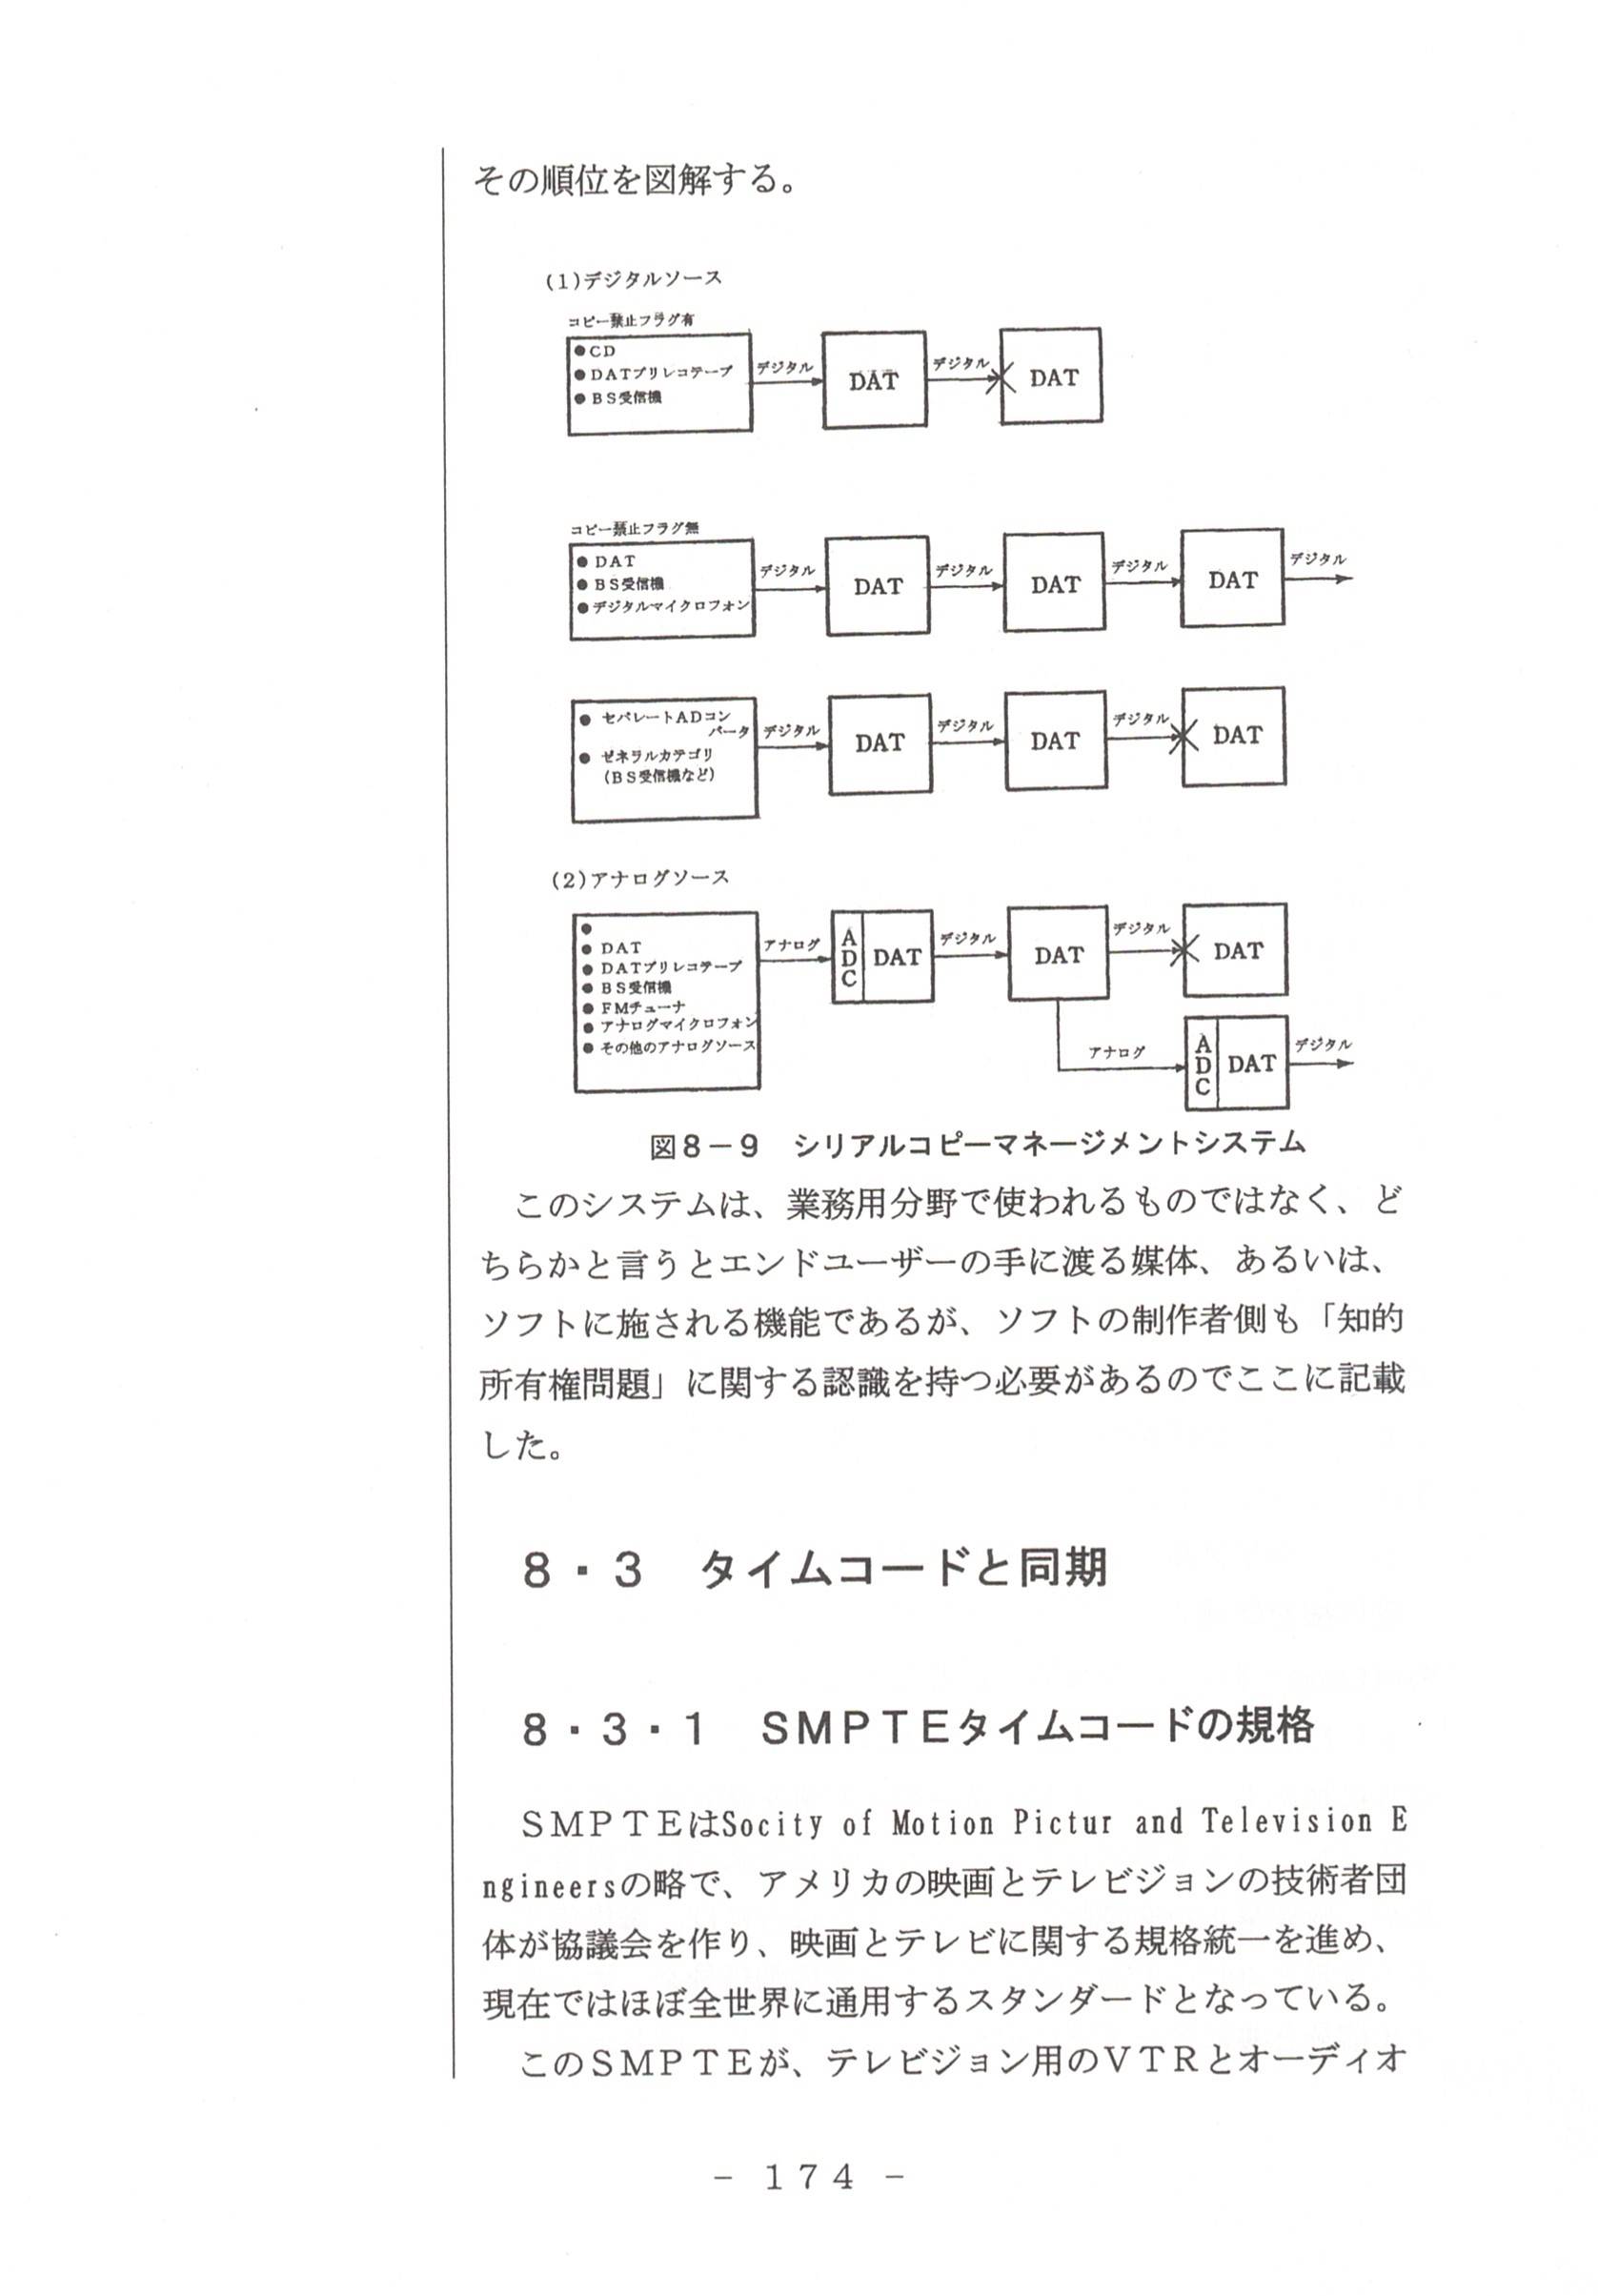 その順位を図解する。
(1)デジタルソース
コピー禁止フラグ有
●CD
●DATプリレコテープ
●BS受信機
デジタル
DAT
デジタル
DAT
コピー禁止フラグ無
●DAT
●BS受信機
●デジタルマイクロフォン
デジタル
DAT
デジタル
DAT
デジタル
DAT
デジタル
●セパレートADコン
バータ
●ゼネラルカテゴリ
(BS受信機など)
デジタル
DAT
デジタル
DAT
デジタル
DAT
(2)アナログソース
●
●DAT
●DATプリレコテープ
●BS受信機
●FMチューナ
●アナログマイクロフォン
●その他のアナログソース
アナログ
ADC
DAT
デジタル
DAT
デジタル
DAT
アナログ
ADC
DAT
デジタル
図8－9　シリアルコピーマネージメントシステム
このシステムは、業務用分野で使われるものではなく、ど
ちらかと言うとエンドユーザーの手に渡る媒体、あるいは、
ソフトに施される機能であるが、ソフトの制作者側も「知的
所有権問題」に関する認識を持つ必要があるのでここに記載
した。
8・3　タイムコードと同期
8・3・1　SMPTEタイムコードの規格
SMPTEはSocity of Motion Pictur and Television E
ngineersの略で、アメリカの映画とテレビジョンの技術者団
体が協議会を作り、映画とテレビに関する規格統一を進め、
現在ではほぼ全世界に通用するスタンダードとなっている。
このSMPTEが、テレビジョン用のVTRとオーディオ
- 174 -